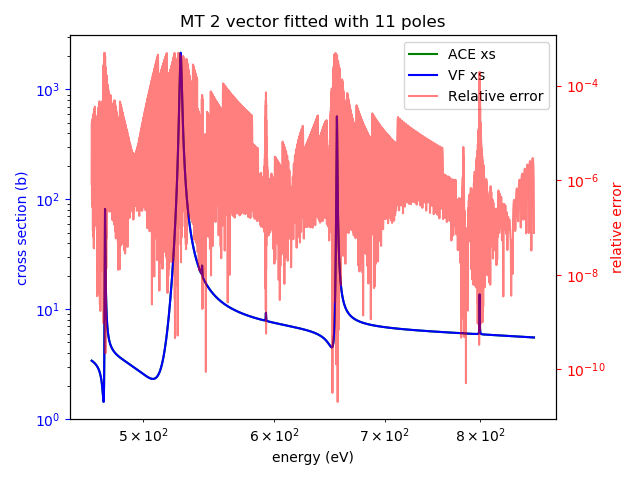 MT 2 vector fitted with 11 poles
ACE xs
VF xs
Relative error
cross section (b)
10³
10²
10¹
10⁰
relative error
10⁻⁴
10⁻⁶
10⁻⁸
10⁻¹⁰
5 × 10² 6 × 10² 7 × 10² 8 × 10²
energy (eV)